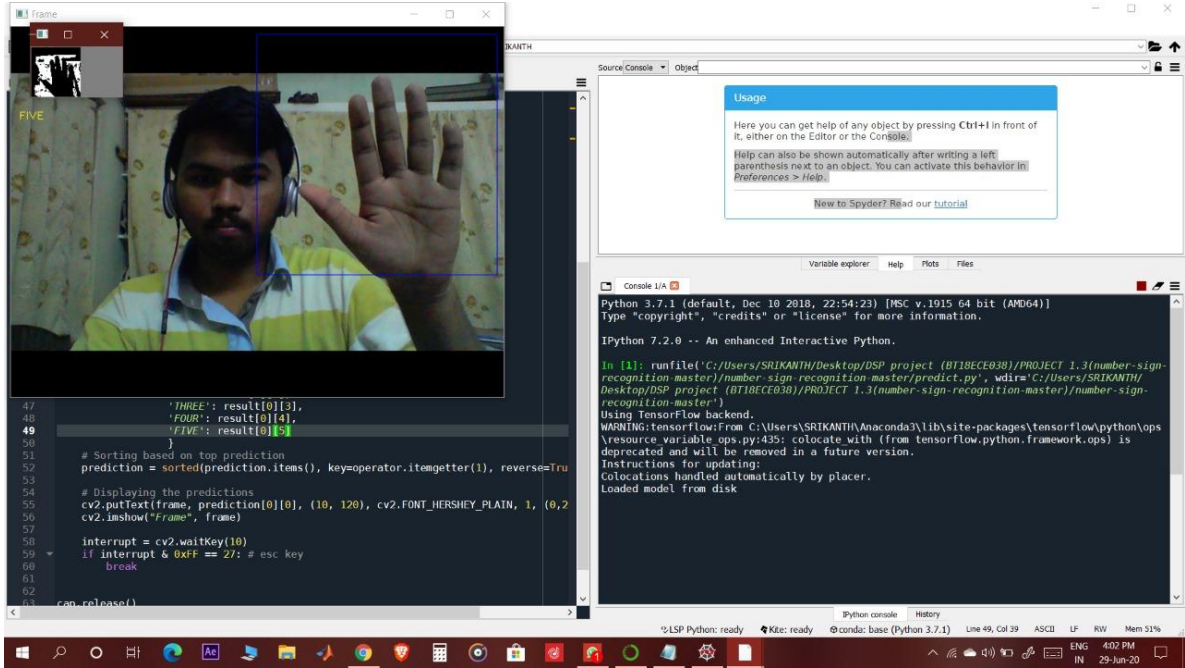 Frame
FIVE
IKANTH
Source Console Object
Usage
Here you can get help of any object by pressing Ctrl+I in front of
it, either on the Editor or the Console.
Help can also be shown automatically after writing a left
parenthesis next to an object. You can activate this behavior in
Preferences > Help.
New to Spyder? Read our tutorial
Variable explorer Help Plots Files
Console 1/A
Python 3.7.1 (default, Dec 10 2018, 22:54:23) [MSC v.1915 64 bit (AMD64)]
Type "copyright", "credits" or "license" for more information.
IPython 7.2.0 -- An enhanced Interactive Python.
In [1]: runfile('C:/Users/SRIKANTH/Desktop/DSP project (BT18ECE038)/PROJECT 1.3(number-sign-
recognition-master)/number-sign-recognition-master/predict.py', wdir='C:/Users/SRIKANTH/
Desktop/DSP project (BT18ECE038)/PROJECT 1.3(number-sign-recognition-master)/number-sign-
recognition-master')
Using TensorFlow backend.
WARNING:tensorflow:From C:\Users\SRIKANTH\Anaconda3\lib\site-packages\tensorflow\python\ops
\resource_variable_ops.py:435: colocate_with (from tensorflow.python.framework.ops) is
deprecated and will be removed in a future version.
Instructions for updating:
Colocations handled automatically by placer.
Loaded model from disk
47 'THREE': result[0][3],
48 'FOUR': result[0][4],
49 'FIVE': result[0][5]
50 }
51 # Sorting based on top prediction
52 prediction = sorted(prediction.items(), key=operator.itemgetter(1), reverse=Tru
53
54 # Displaying the predictions
55 cv2.putText(frame, prediction[0][0], (10, 120), cv2.FONT_HERSHEY_PLAIN, 1, (0,2
56 cv2.imshow("Frame", frame)
57
58 interrupt = cv2.waitKey(10)
59 if interrupt & 0xFF == 27: # esc key
60 break
61
62
63 cap.release()
IPython console History
LSP Python: ready Kite: ready conda: base (Python 3.7.1) Line 49, Col 39 ASCII LF RW Mem 51%
Ae
ENG
IN
4:02 PM
29-Jun-20